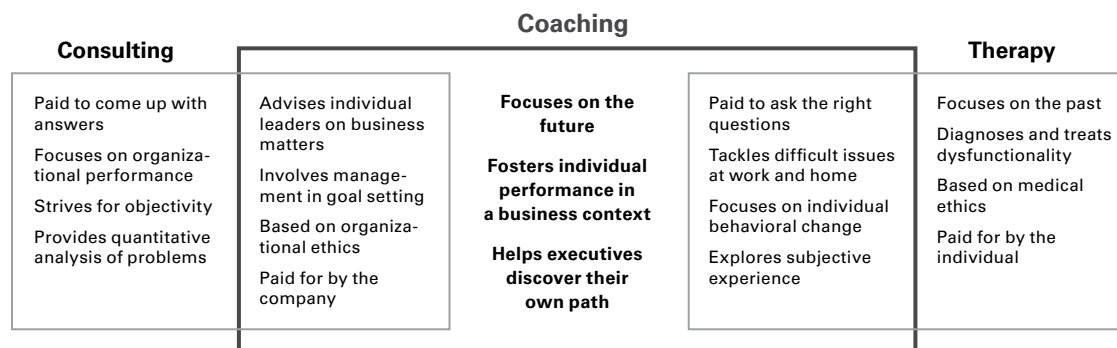 Coaching
Consulting
Therapy
Paid to come up with
answers
Focuses on organiza-
tional performance
Strives for objectivity
Provides quantitative
analysis of problems
Advises individual
leaders on business
matters
Involves manage-
ment in goal setting
Based on organiza-
tional ethics
Paid for by the
company
Focuses on the
future
Fosters individual
performance in
a business context
Helps executives
discover their
own path
Paid to ask the right
questions
Tackles difficult issues
at work and home
Focuses on individual
behavioral change
Explores subjective
experience
Focuses on the past
Diagnoses and treats
dysfunctionality
Based on medical
ethics
Paid for by the
individual